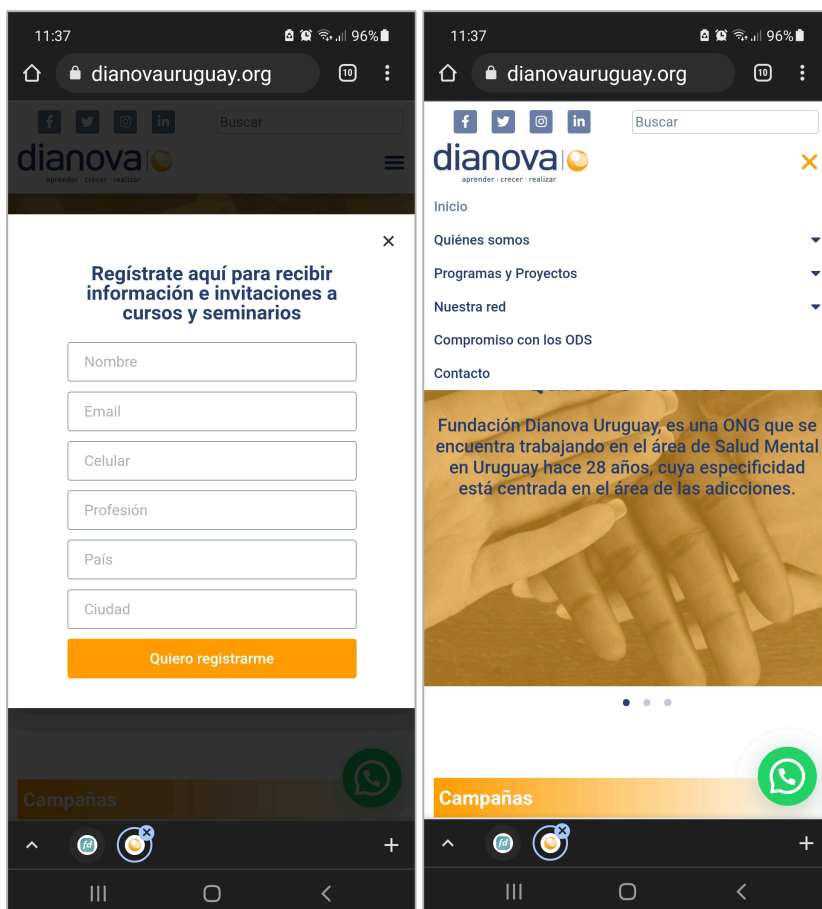 11:37
96%
dianovauruguay.org
10
f
in
Buscar
dianova
aprender : crecer : realizar
Regístrate aquí para recibir
información e invitaciones a
cursos y seminarios
Nombre
Email
Celular
Profesión
País
Ciudad
Quiero registrarme
Campañas
fd
11:37
96%
dianovauruguay.org
10
f
in
Buscar
dianova
aprender : crecer : realizar
Inicio
Quiénes somos
Programas y Proyectos
Nuestra red
Compromiso con los ODS
Contacto
Fundación Dianova Uruguay, es una ONG que se
encuentra trabajando en el área de Salud Mental
en Uruguay hace 28 años, cuya especificidad
está centrada en el área de las adicciones.
Campañas
fd